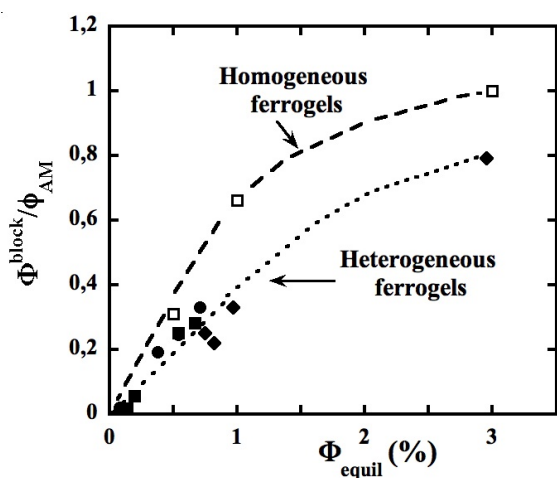 1,2
1
0,8
0,6
0,4
0,2
0
Φ^block/ϕ_AM
Homogeneous
ferrogels
Heterogeneous
ferrogels
0 1 2 3
Φ_equil (%)